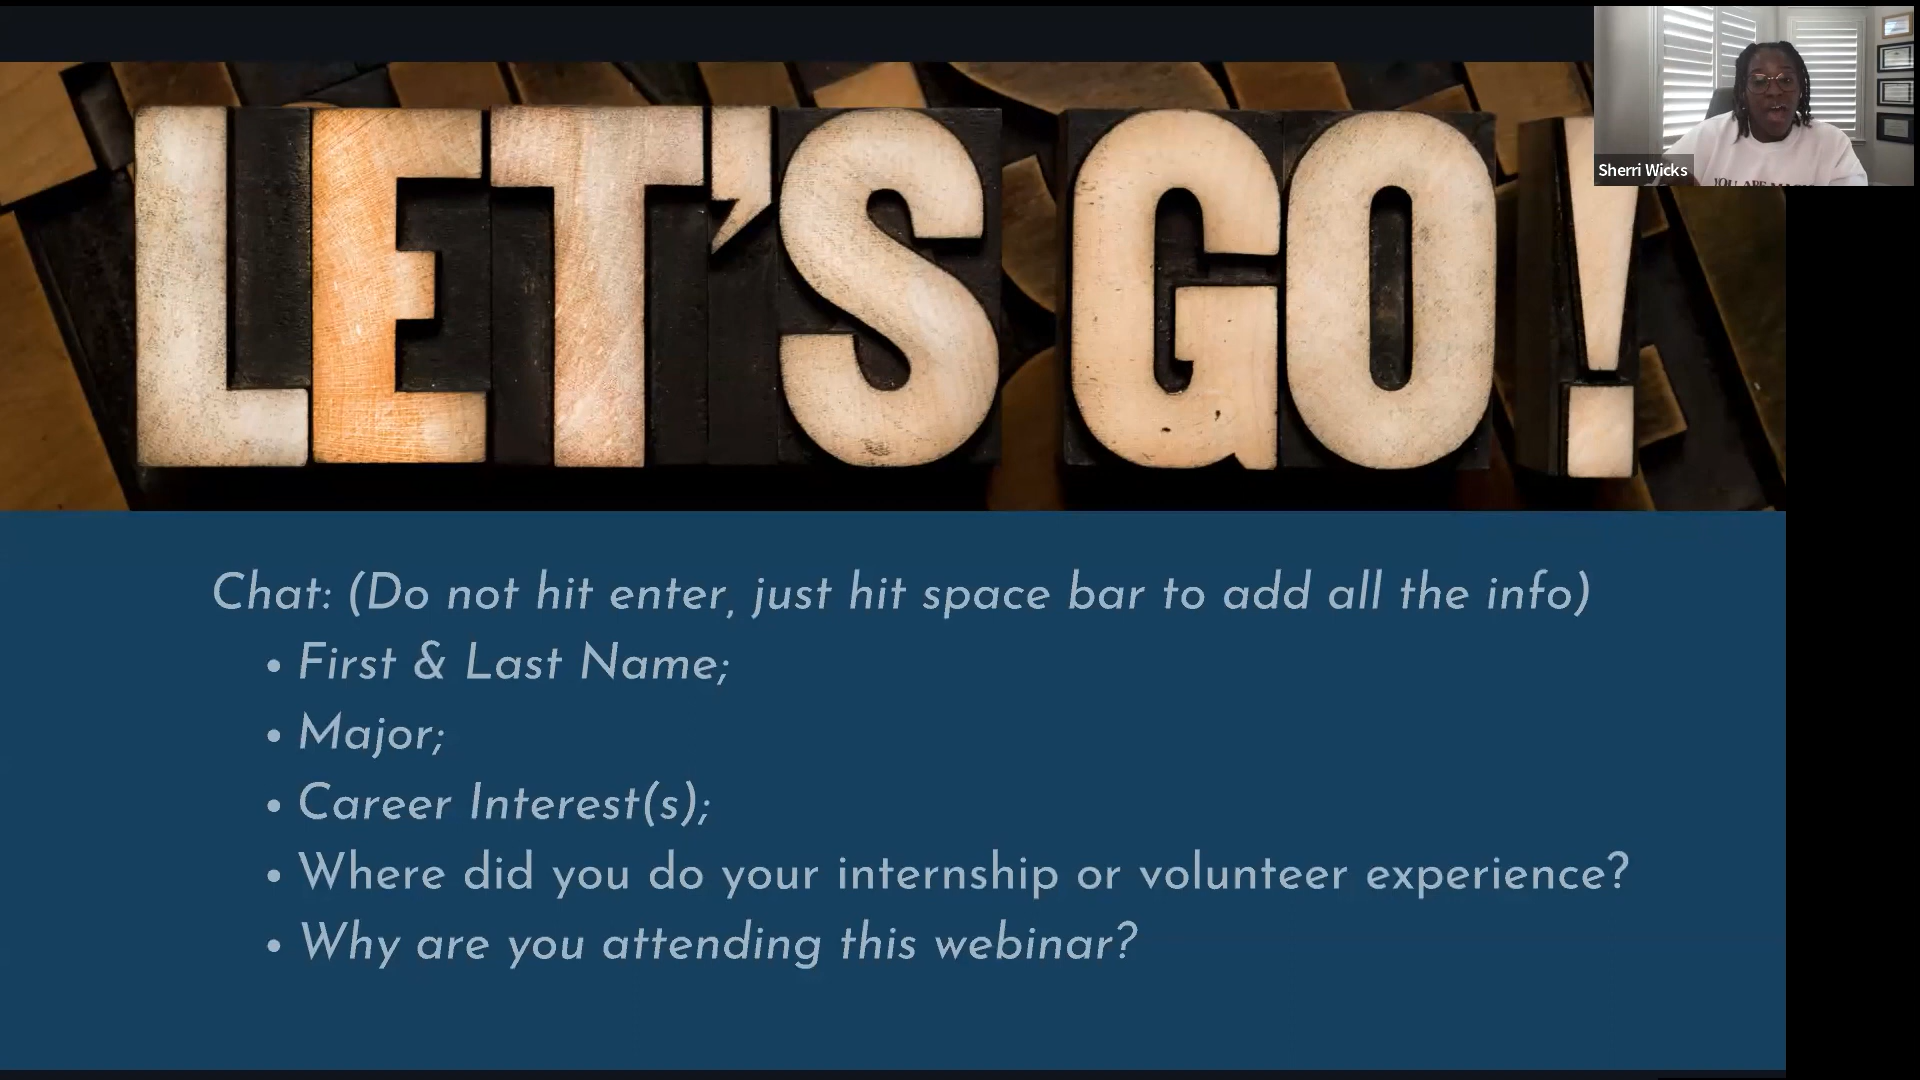 LET'S GO!
Sherri Wicks
YOU ARE
Chat: (Do not hit enter, just hit space bar to add all the info)
• First & Last Name;
• Major;
• Career Interest(s);
• Where did you do your internship or volunteer experience?
• Why are you attending this webinar?